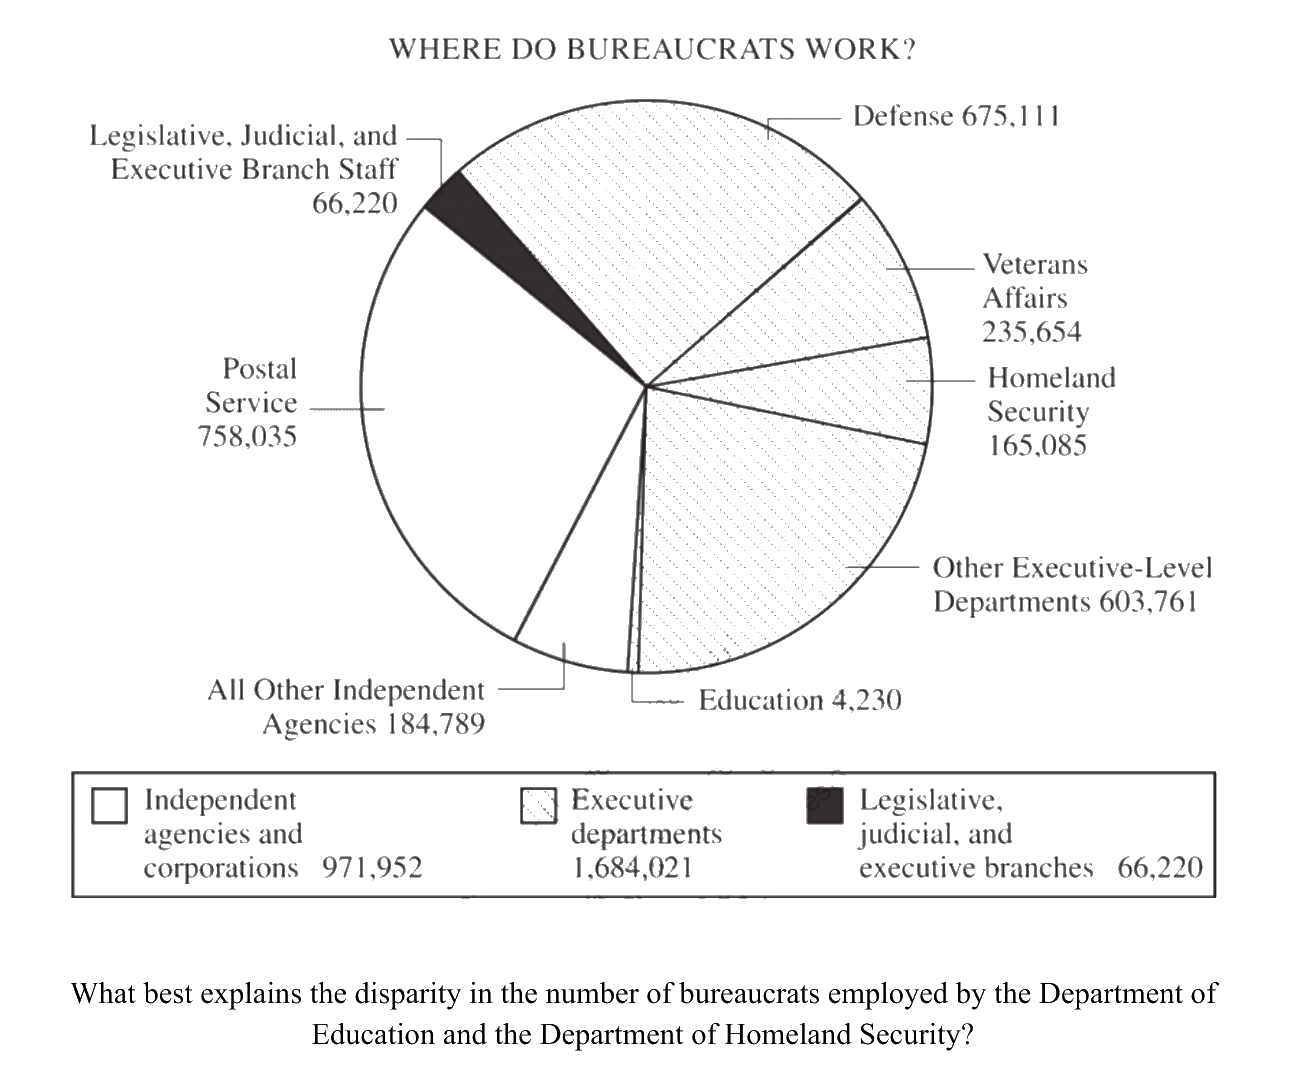 WHERE DO BUREAUCRATS WORK?
Legislative, Judicial, and
Executive Branch Staff
66,220
Defense 675,111
Veterans
Affairs
235,654
Homeland
Security
165,085
Postal
Service
758,035
Other Executive-Level
Departments 603,761
All Other Independent
Agencies 184,789
Education 4,230
Independent
agencies and
corporations 971,952
Executive
departments
1,684,021
Legislative,
judicial, and
executive branches 66,220
What best explains the disparity in the number of bureaucrats employed by the Department of
Education and the Department of Homeland Security?